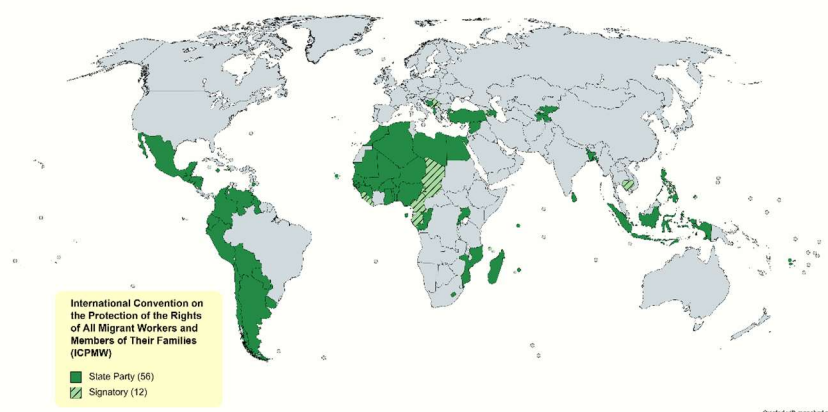 International Convention on
the Protection of the Rights
of All Migrant Workers and
Members of Their Families
(ICPMW)
State Party (56)
Signatory (12)